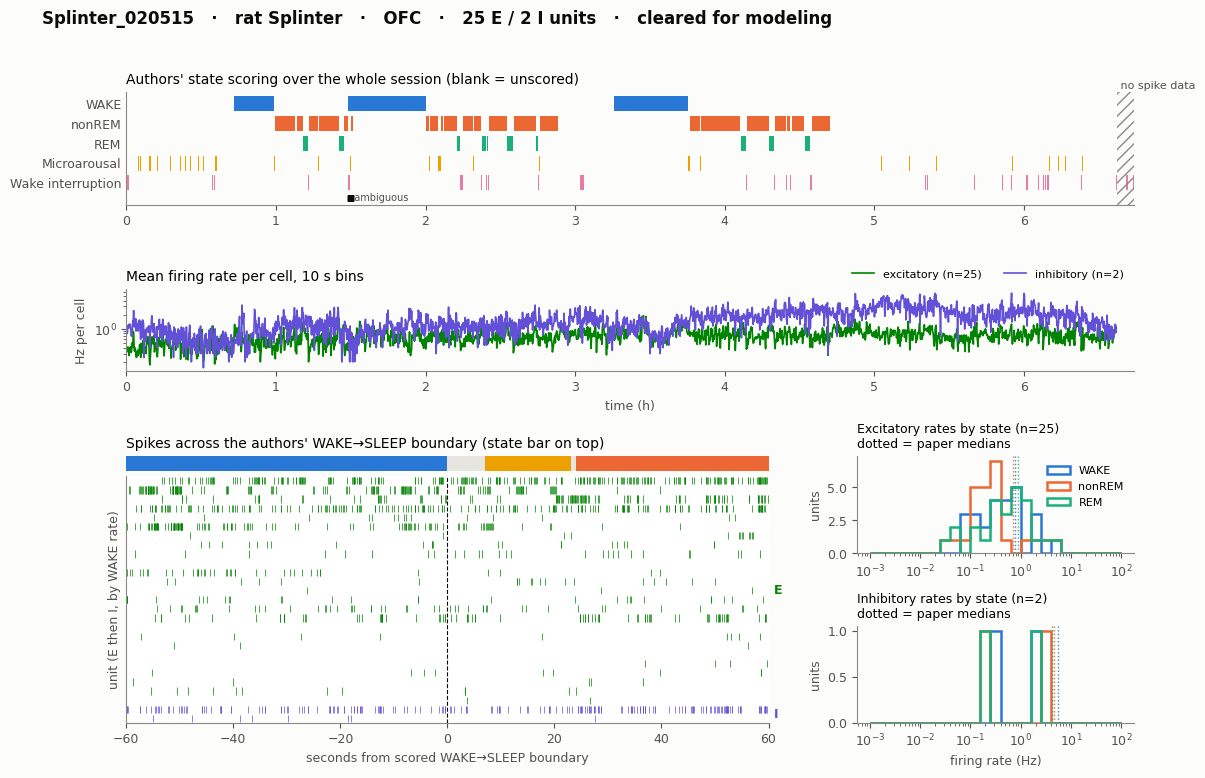 Splinter_020515 · rat Splinter · OFC · 25 E / 2 I units · cleared for modeling
Authors' state scoring over the whole session (blank = unscored)
no spike data
WAKE
nonREM
REM
Microarousal
Wake interruption
ambiguous
0 1 2 3 4 5 6
Mean firing rate per cell, 10 s bins
excitatory (n=25)
inhibitory (n=2)
Hz per cell
10⁰
0 1 2 3 4 5 6
time (h)
Spikes across the authors' WAKE→SLEEP boundary (state bar on top)
unit (E then I, by WAKE rate)
E
I
−60 −40 −20 0 20 40 60
seconds from scored WAKE→SLEEP boundary
Excitatory rates by state (n=25)
dotted = paper medians
WAKE
nonREM
REM
units
5.0
2.5
0.0
10⁻³ 10⁻² 10⁻¹ 10⁰ 10¹ 10²
Inhibitory rates by state (n=2)
dotted = paper medians
units
1.0
0.5
0.0
10⁻³ 10⁻² 10⁻¹ 10⁰ 10¹ 10²
firing rate (Hz)